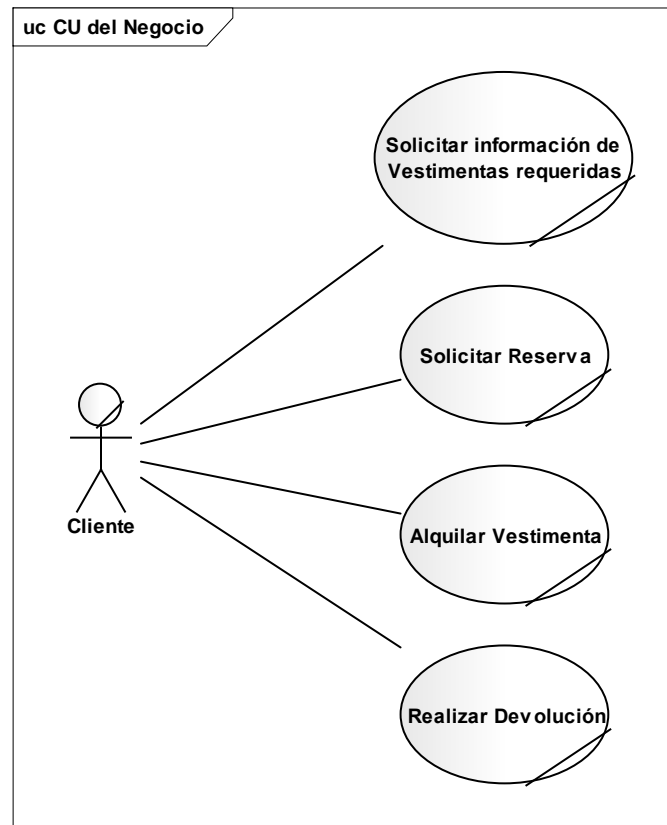 uc CU del Negocio
Solicitar información de
Vestimentas requeridas
Solicitar Reserva
Cliente
Alquilar Vestimenta
Realizar Devolución